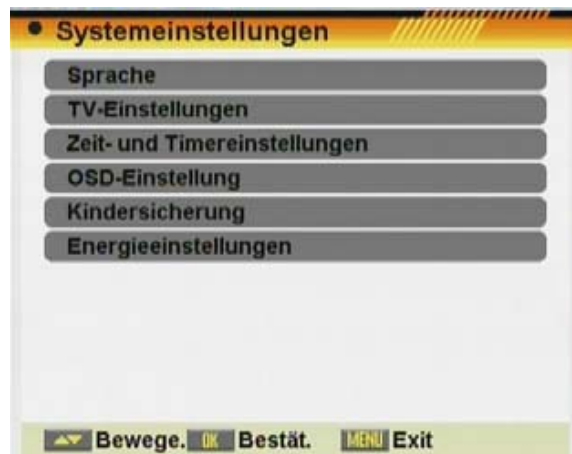 Systemeinstellungen
Sprache
TV-Einstellungen
Zeit- und Timereinstellungen
OSD-Einstellung
Kindersicherung
Energieeinstellungen
Bewege. OK Bestät. MENU Exit